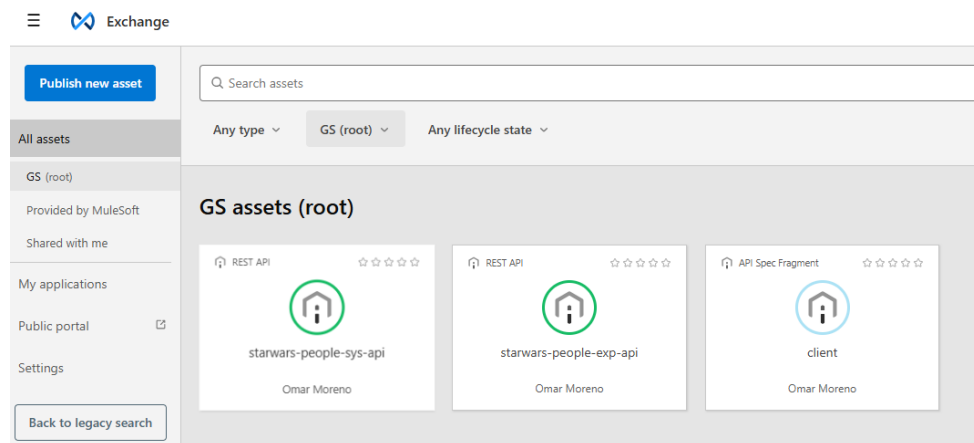 Exchange
Publish new asset
All assets
GS (root)
Provided by MuleSoft
Shared with me
My applications
Public portal
Settings
Back to legacy search
Search assets
Any type
GS (root)
Any lifecycle state
GS assets (root)
REST API
starwars-people-sys-api
Omar Moreno
REST API
starwars-people-exp-api
Omar Moreno
API Spec Fragment
client
Omar Moreno